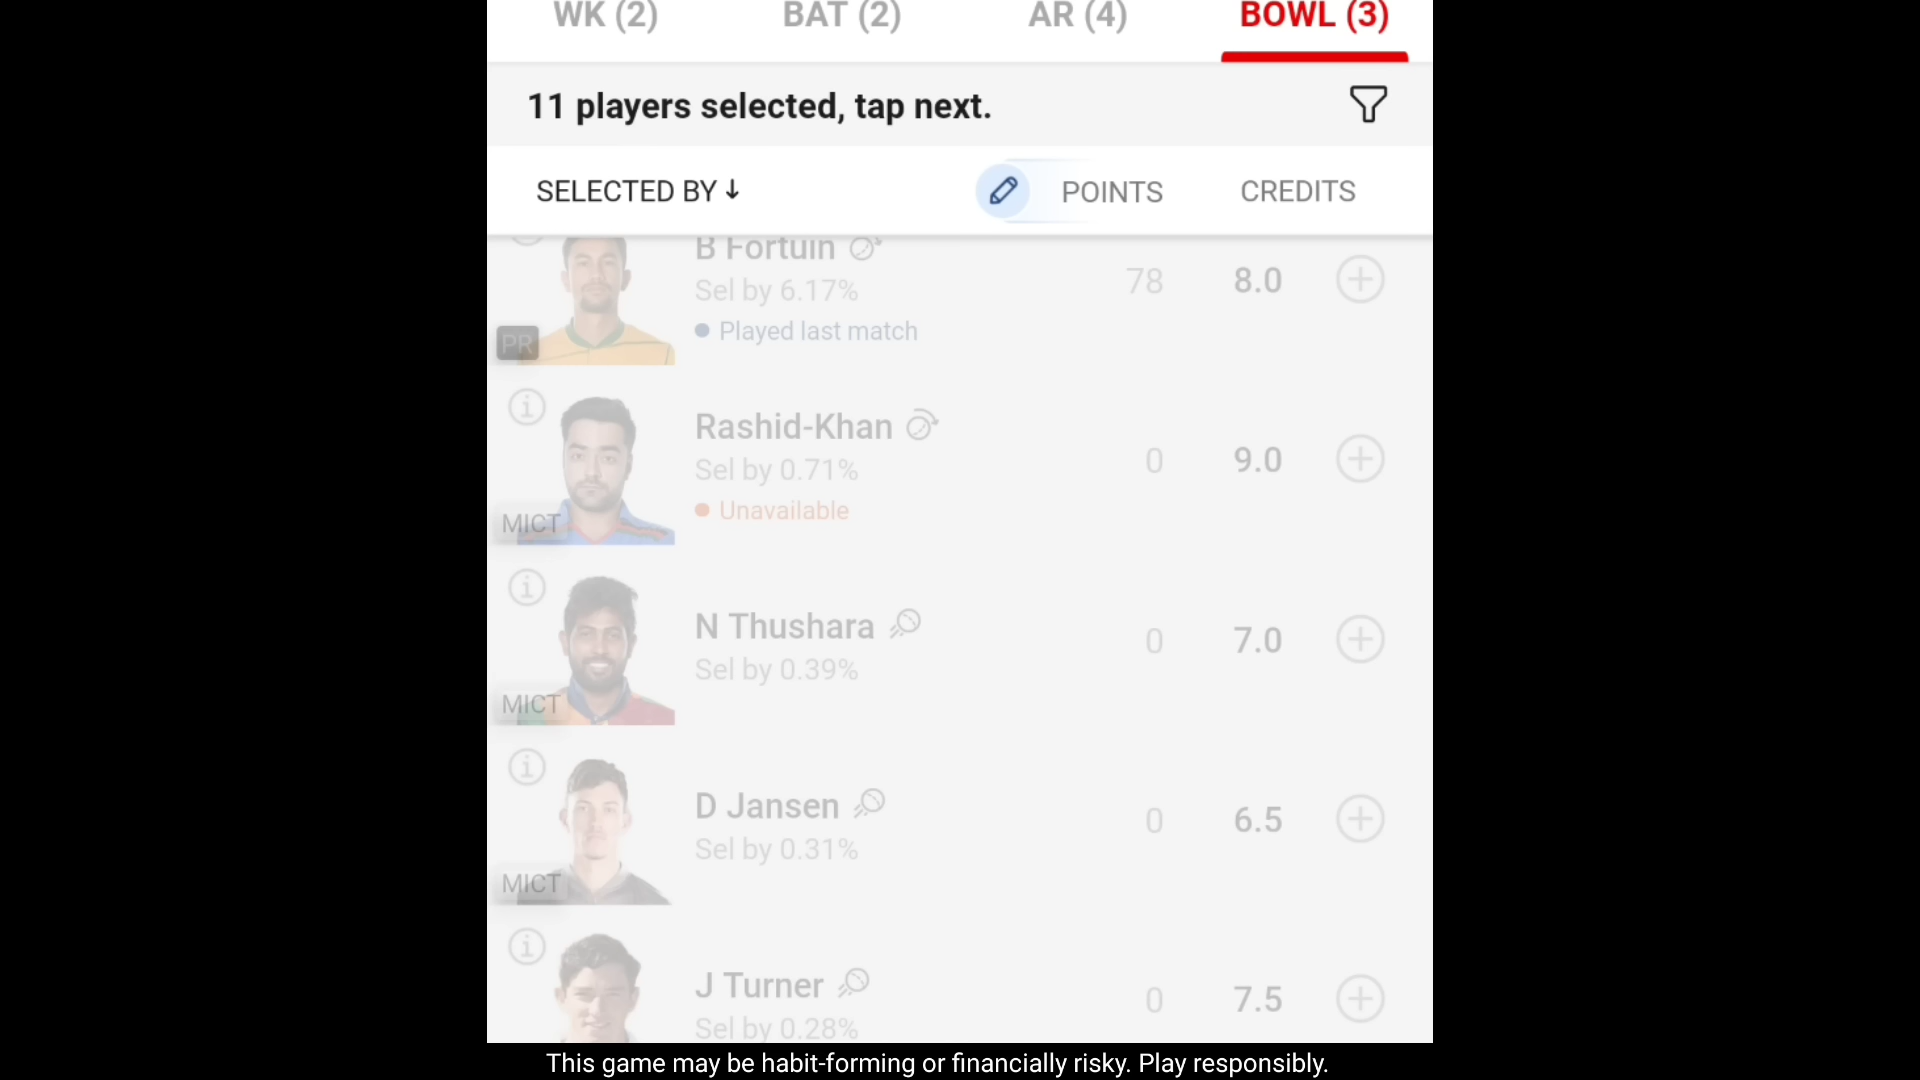 WK (2) BAT (2) AR (4) BOWL (3)
11 players selected, tap next.
SELECTED BY ↓ POINTS CREDITS
B Fortuin
Sel by 6.17% 78 8.0
Played last match
PR
Rashid-Khan
Sel by 0.71% 0 9.0
Unavailable
MICT
N Thushara
Sel by 0.39% 0 7.0
MICT
D Jansen
Sel by 0.31% 0 6.5
MICT
J Turner
Sel by 0.28% 0 7.5
This game may be habit-forming or financially risky. Play responsibly.